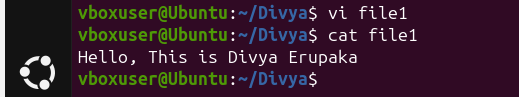 vboxuser@Ubuntu:~/Divya$ vi file1
vboxuser@Ubuntu:~/Divya$ cat file1
Hello, This is Divya Erupaka
vboxuser@Ubuntu:~/Divya$